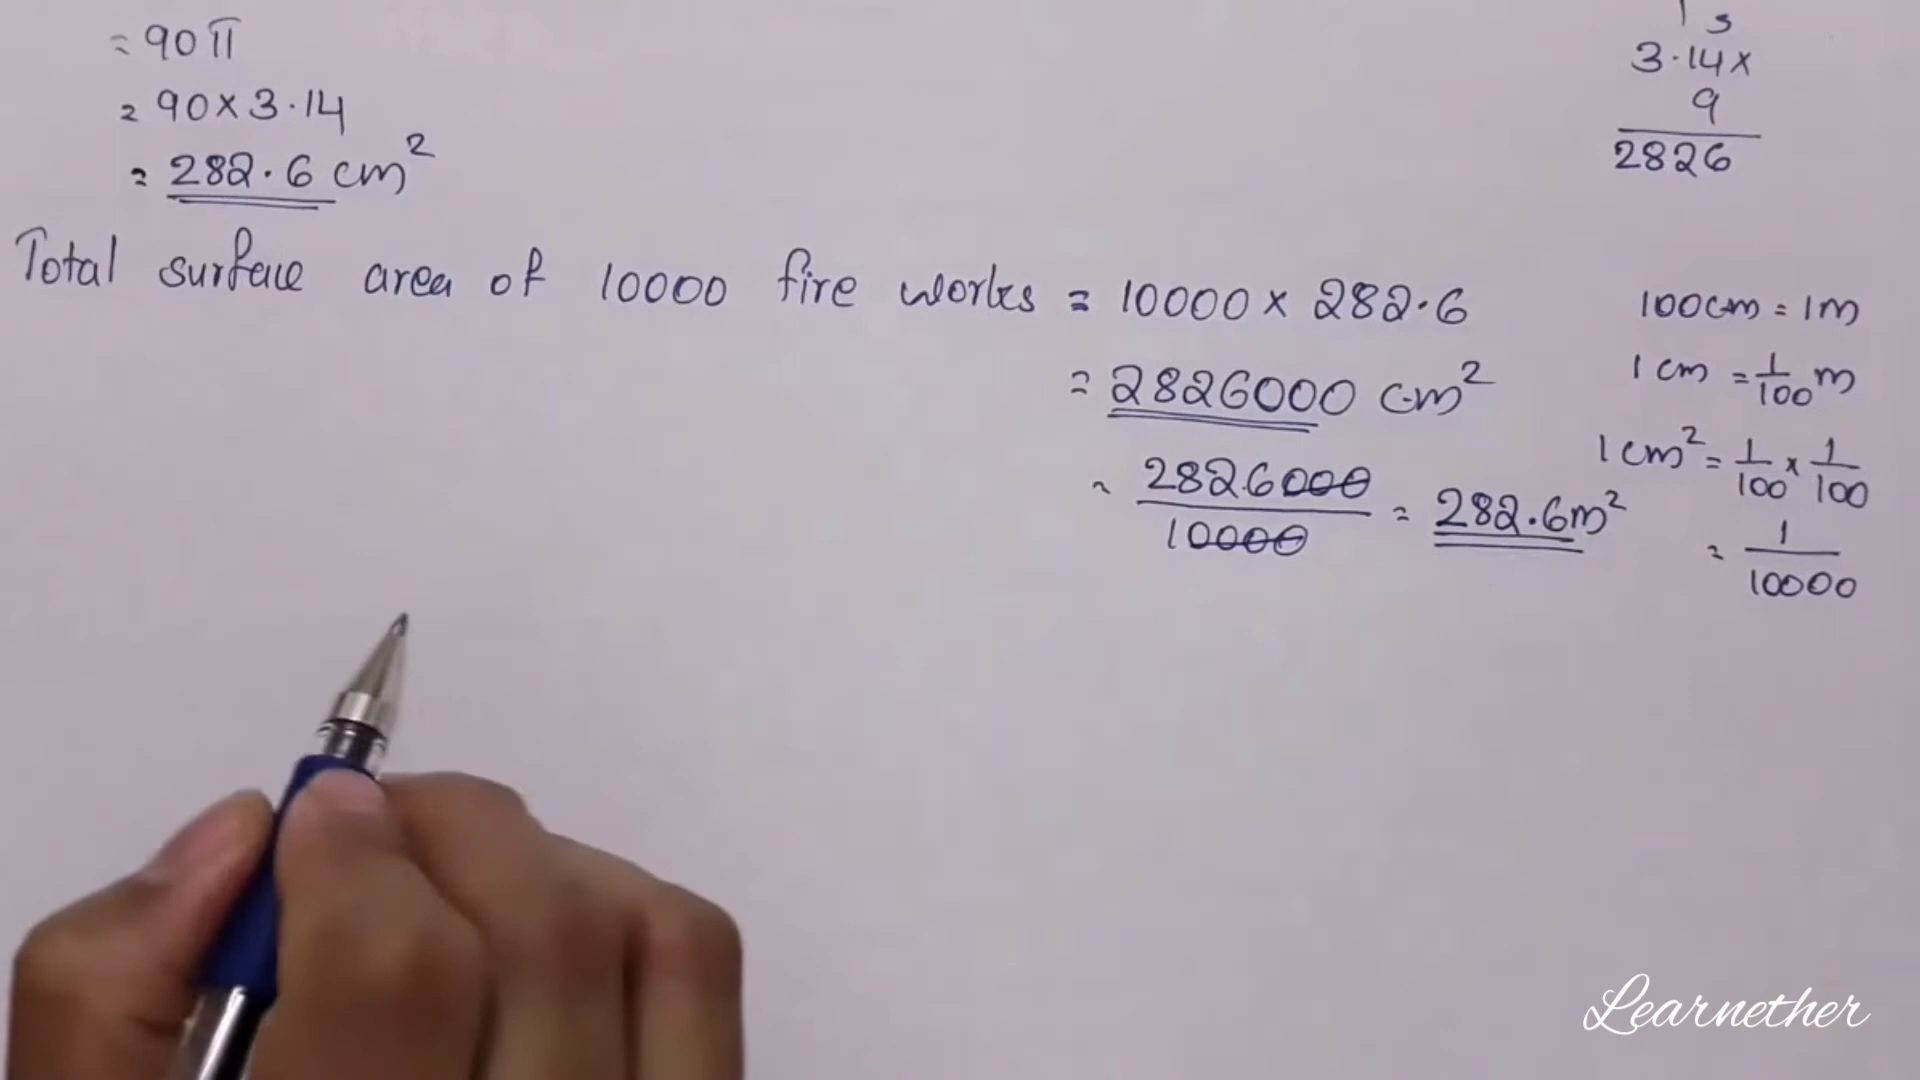 = 90π
= 90×3.14
= 282.6 cm²
3.14×
9
2826
Total surface area of 10000 fire works = 10000 × 282.6
= 2826000 cm²
= 2826000/10000 = 282.6m²
100cm = 1m
1 cm = 1/100 m
1 cm² = 1/100 × 1/100
= 1/10000
Learnether